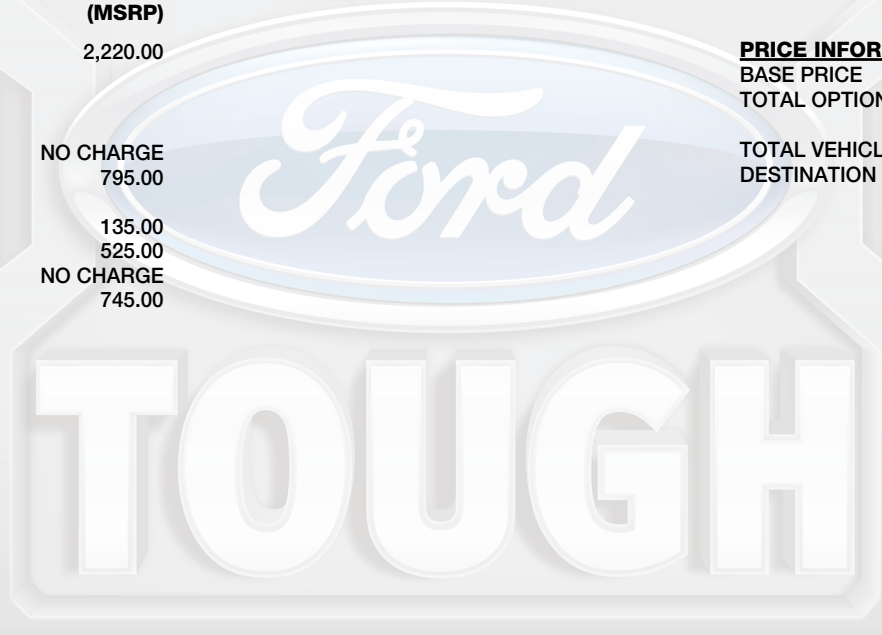 (MSRP)
2,220.00
NO CHARGE
795.00
135.00
525.00
NO CHARGE
745.00
PRICE INFOR
BASE PRICE
TOTAL OPTION
TOTAL VEHICL
DESTINATION
Ford
TOUGH